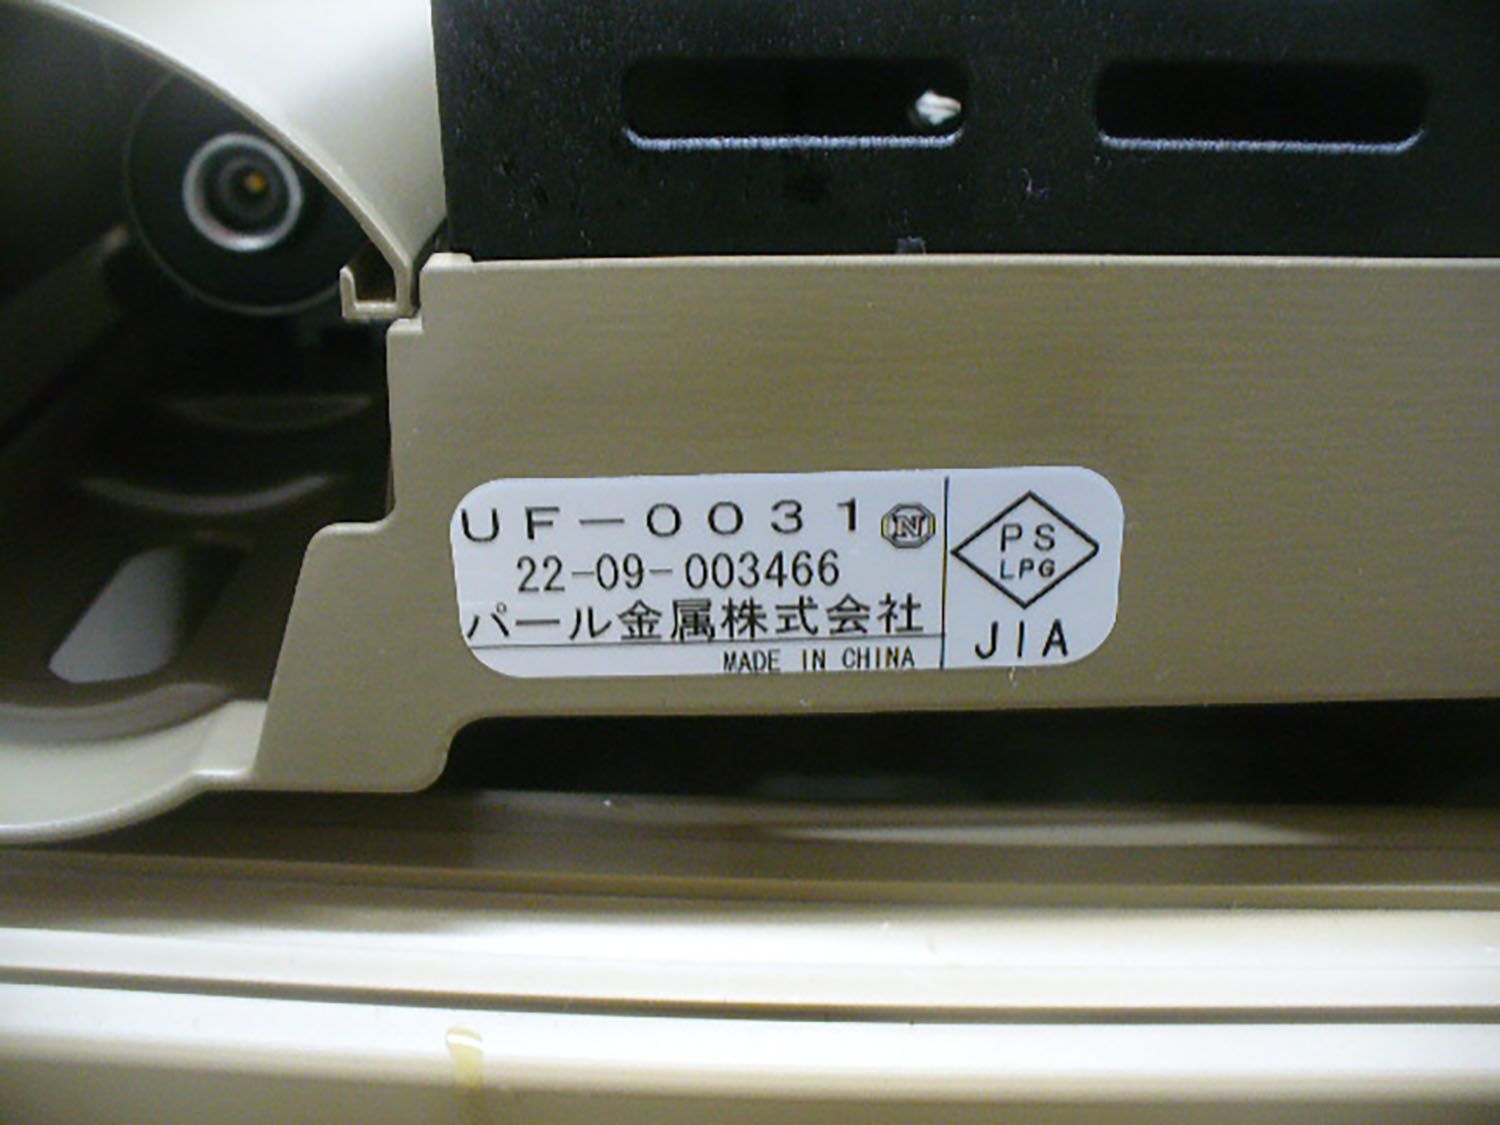 UF-0031 N
22-09-003466
パール金属株式会社
MADE IN CHINA
PS
LPG
JIA